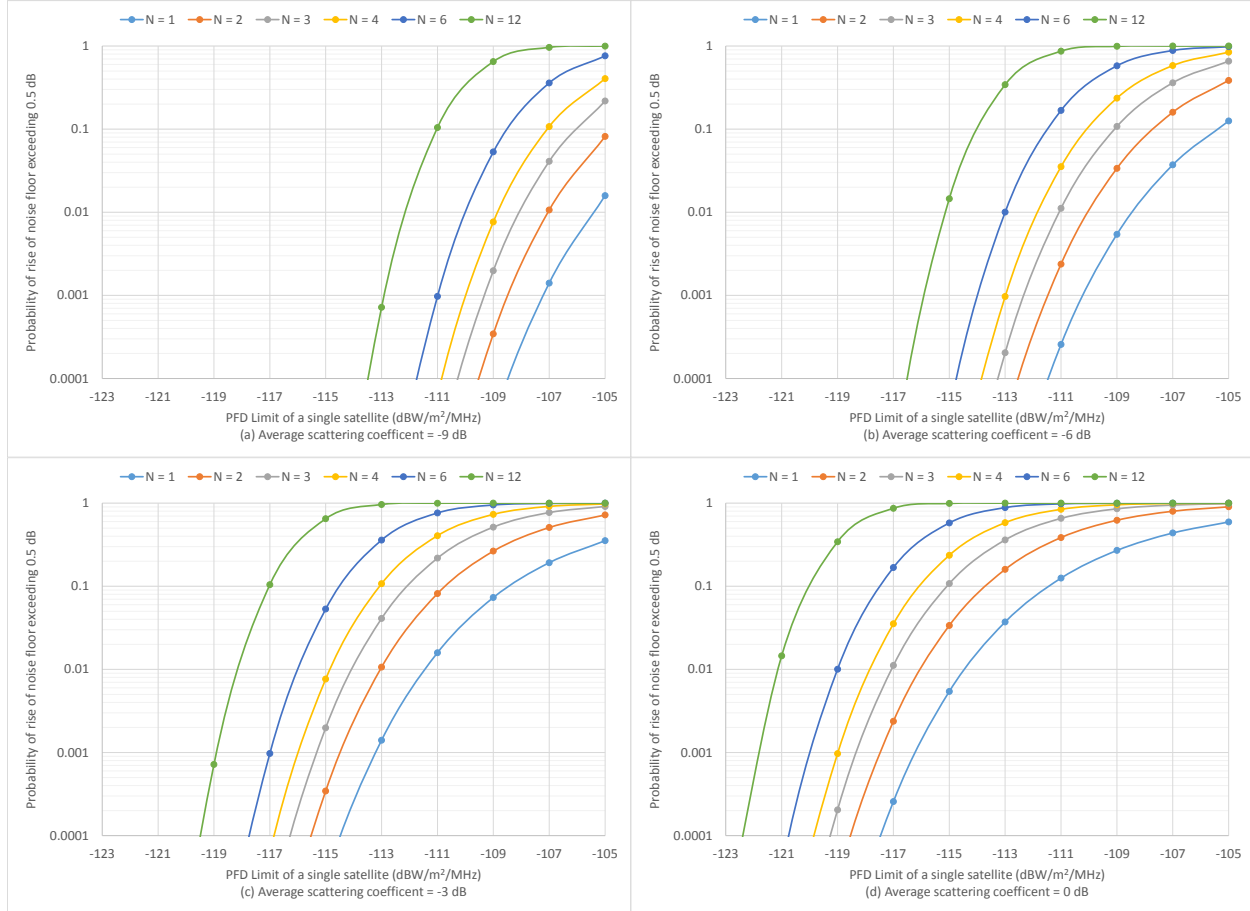 N = 1 N = 2 N = 3 N = 4 N = 6 N = 12
Probability of rise of noise floor exceeding 0.5 dB
1
0.1
0.01
0.001
0.0001
-123 -121 -119 -117 -115 -113 -111 -109 -107 -105
PFD Limit of a single satellite (dBW/m²/MHz)
(a) Average scattering coefficent = -9 dB
N = 1 N = 2 N = 3 N = 4 N = 6 N = 12
Probability of rise of noise floor exceeding 0.5 dB
1
0.1
0.01
0.001
0.0001
-123 -121 -119 -117 -115 -113 -111 -109 -107 -105
PFD Limit of a single satellite (dBW/m²/MHz)
(b) Average scattering coefficent = -6 dB
N = 1 N = 2 N = 3 N = 4 N = 6 N = 12
Probability of rise of noise floor exceeding 0.5 dB
1
0.1
0.01
0.001
0.0001
-123 -121 -119 -117 -115 -113 -111 -109 -107 -105
PFD Limit of a single satellite (dBW/m²/MHz)
(c) Average scattering coefficent = -3 dB
N = 1 N = 2 N = 3 N = 4 N = 6 N = 12
Probability of rise of noise floor exceeding 0.5 dB
1
0.1
0.01
0.001
0.0001
-123 -121 -119 -117 -115 -113 -111 -109 -107 -105
PFD Limit of a single satellite (dBW/m²/MHz)
(d) Average scattering coefficent = 0 dB